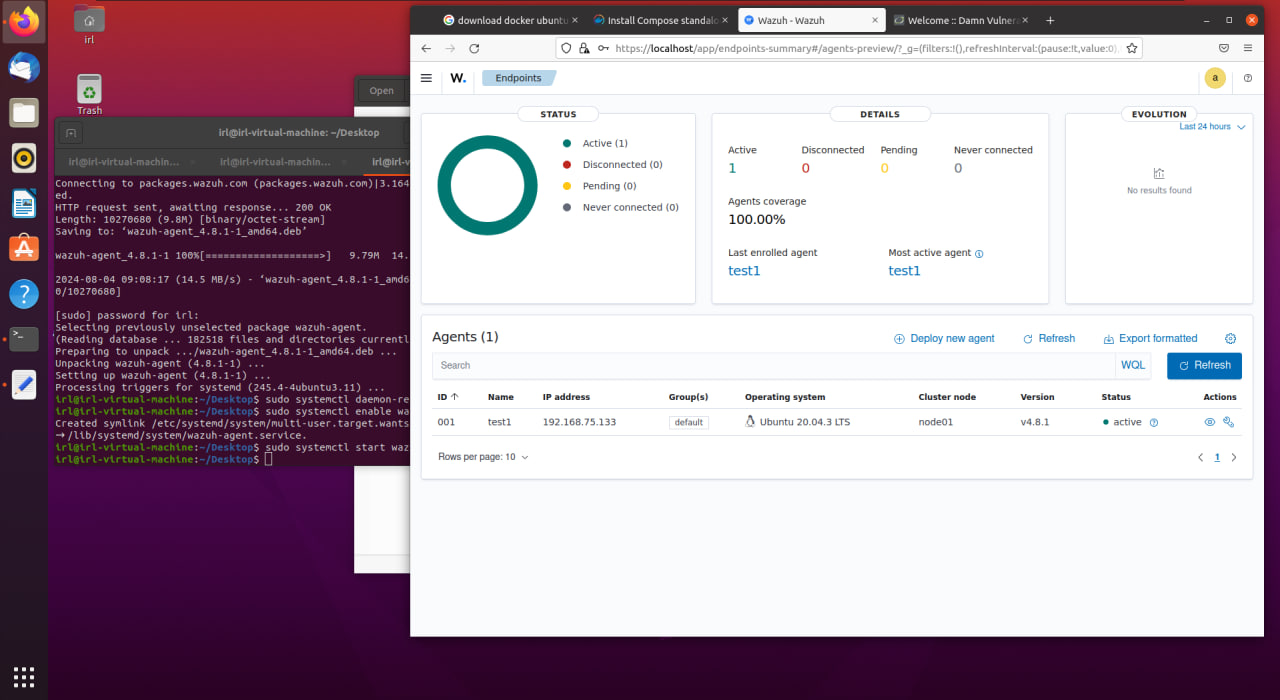 irl
Trash
Open
irl@irl-virtual-machine: ~/Desktop
irl@irl-virtual-machin...
irl@irl-virtual-machin...
irl@irl-v
Connecting to packages.wazuh.com (packages.wazuh.com)|3.164
ed.
HTTP request sent, awaiting response... 200 OK
Length: 10270680 (9.8M) [binary/octet-stream]
Saving to: ‘wazuh-agent_4.8.1-1_amd64.deb’
wazuh-agent_4.8.1-1 100%[===================>] 9.79M 14.
2024-08-04 09:08:17 (14.5 MB/s) - ‘wazuh-agent_4.8.1-1_amd6
0/10270680]
[sudo] password for irl:
Selecting previously unselected package wazuh-agent.
(Reading database ... 182518 files and directories currentl
Preparing to unpack .../wazuh-agent_4.8.1-1_amd64.deb ...
Unpacking wazuh-agent (4.8.1-1) ...
Setting up wazuh-agent (4.8.1-1) ...
Processing triggers for systemd (245.4-4ubuntu3.11) ...
irl@irl-virtual-machine:~/Desktop$ sudo systemctl daemon-re
irl@irl-virtual-machine:~/Desktop$ sudo systemctl enable wa
Created symlink /etc/systemd/system/multi-user.target.wants
→/lib/systemd/system/wazuh-agent.service.
irl@irl-virtual-machine:~/Desktop$ sudo systemctl start waz
irl@irl-virtual-machine:~/Desktop$
download docker ubuntu
Install Compose standalo
Wazuh - Wazuh
Welcome :: Damn Vulnera
https://localhost/app/endpoints-summary#/agents-preview/?_g=(filters:!(),refreshInterval:(pause:!t,value:0)
W. Endpoints a
STATUS
Active (1)
Disconnected (0)
Pending (0)
Never connected (0)
DETAILS
Active Disconnected Pending Never connected
1 0 0 0
Agents coverage
100.00%
Last enrolled agent Most active agent
test1 test1
EVOLUTION
Last 24 hours
No results found
Agents (1) Deploy new agent Refresh Export formatted
Search WQL Refresh
ID Name IP address Group(s) Operating system Cluster node Version Status Actions
001 test1 192.168.75.133 default Ubuntu 20.04.3 LTS node01 v4.8.1 active
Rows per page: 10 1